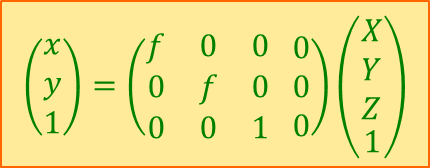 (x y 1) = (f 0 0 0
0 f 0 0
0 0 1 0) (X Y Z 1)